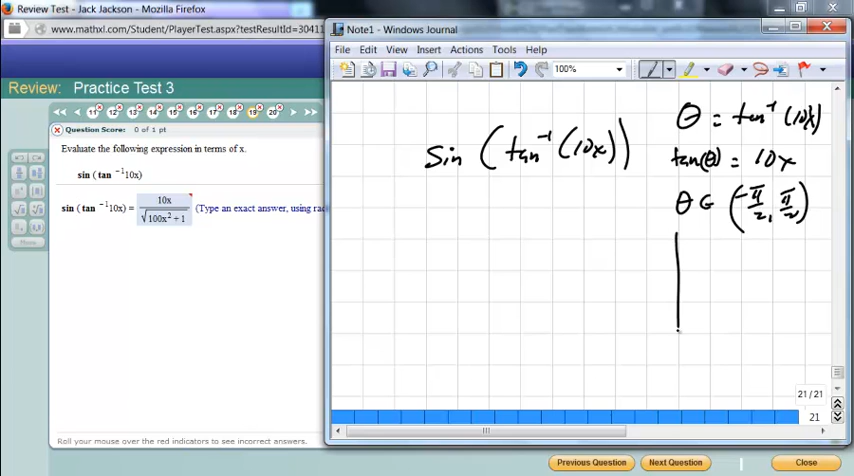 Review Test - Jack Jackson - Mozilla Firefox
www.mathxl.com/Student/PlayerTest.aspx?testResultId=30411
Review: Practice Test 3
11 12 13 14 15 16 17 18 19 20
Question Score: 0 of 1 pt
Evaluate the following expression in terms of x.
sin ( tan ⁻¹10x)
sin ( tan ⁻¹10x) = 10x / √100x² + 1 (Type an exact answer, using rad
More
Roll your mouse over the red indicators to see incorrect answers.
Previous Question Next Question Close
Note1 - Windows Journal
File Edit View Insert Actions Tools Help
100%
sin (tan⁻¹(10x))
θ = tan⁻¹(10x)
tan(θ) = 10x
θ ∈ (-π/2, π/2)
21 / 21
21